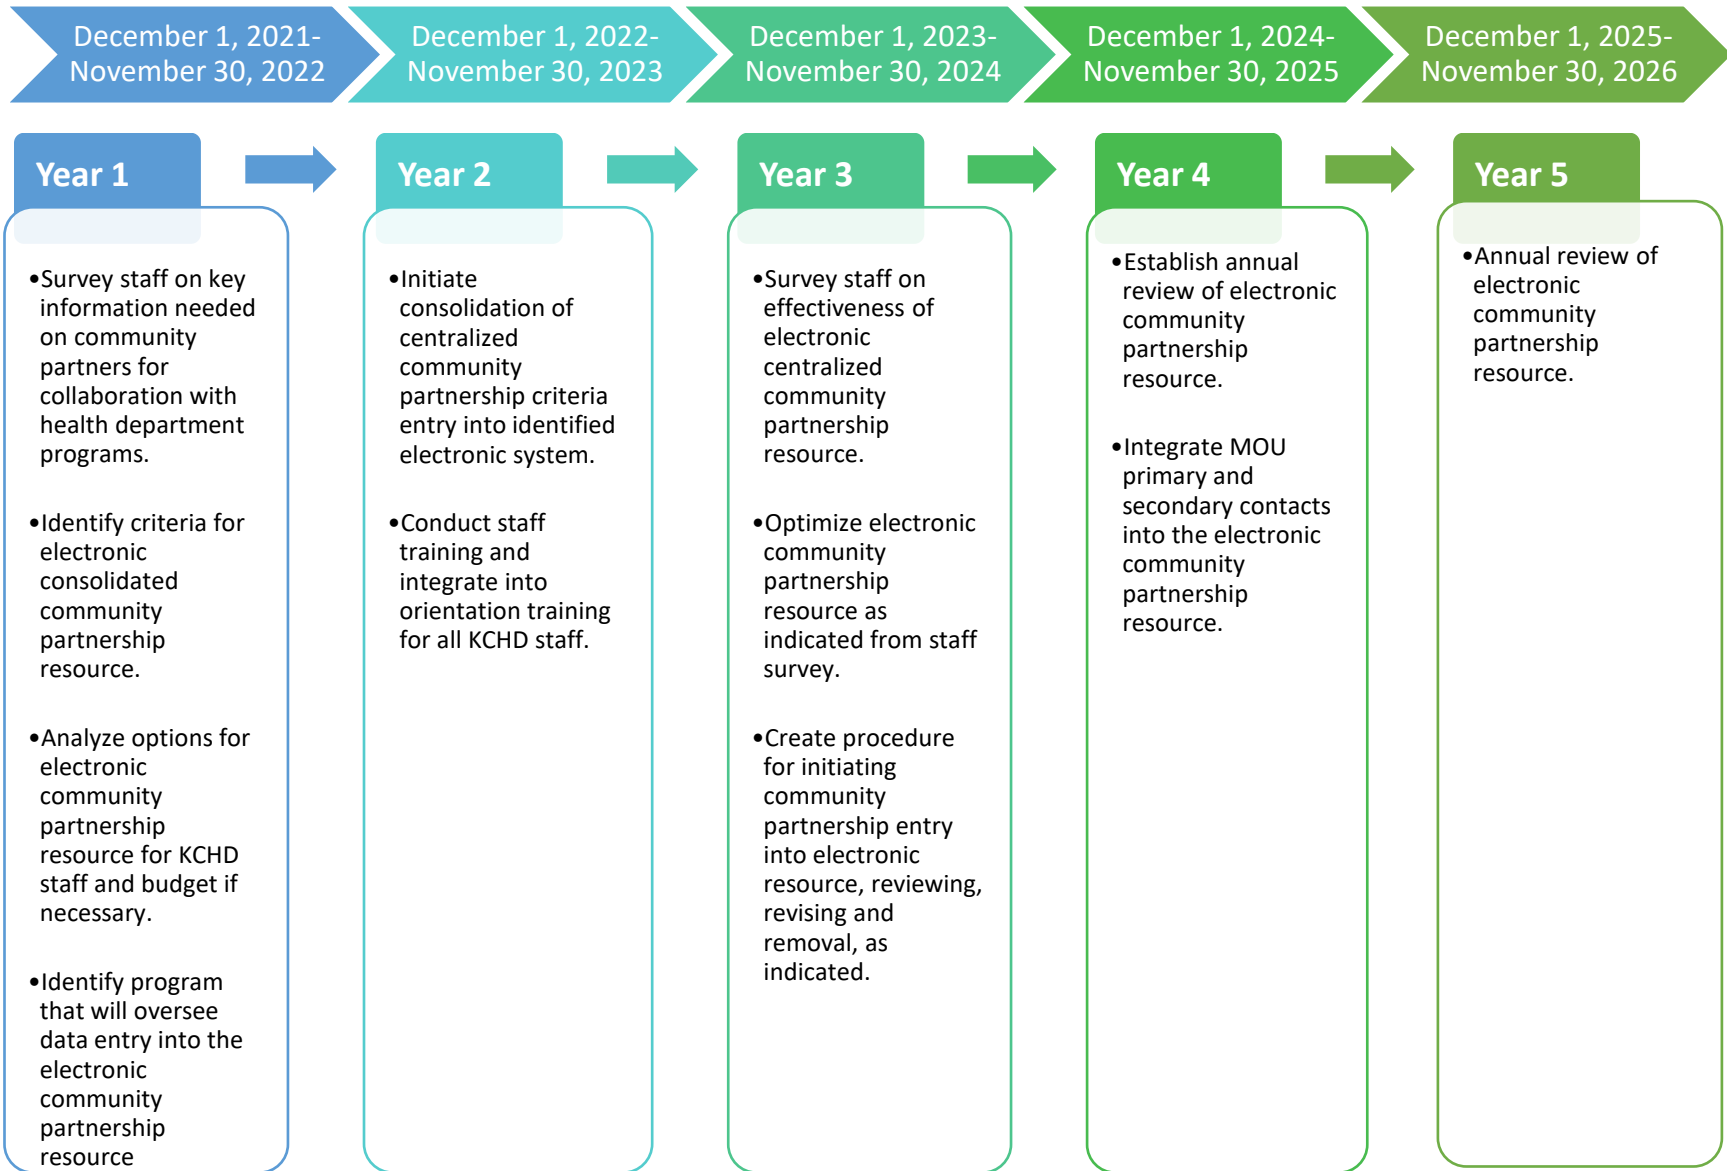 December 1, 2021-
November 30, 2022
December 1, 2022-
November 30, 2023
December 1, 2023-
November 30, 2024
December 1, 2024-
November 30, 2025
December 1, 2025-
November 30, 2026
Year 1
•Survey staff on key
information needed
on community
partners for
collaboration with
health department
programs.
•Identify criteria for
electronic
consolidated
community
partnership
resource.
•Analyze options for
electronic
community
partnership
resource for KCHD
staff and budget if
necessary.
•Identify program
that will oversee
data entry into the
electronic
community
partnership
resource
Year 2
•Initiate
consolidation of
centralized
community
partnership criteria
entry into identified
electronic system.
•Conduct staff
training and
integrate into
orientation training
for all KCHD staff.
Year 3
•Survey staff on
effectiveness of
electronic
centralized
community
partnership
resource.
•Optimize electronic
community
partnership
resource as
indicated from staff
survey.
•Create procedure
for initiating
community
partnership entry
into electronic
resource, reviewing,
revising and
removal, as
indicated.
Year 4
•Establish annual
review of electronic
community
partnership
resource.
•Integrate MOU
primary and
secondary contacts
into the electronic
community
partnership
resource.
Year 5
•Annual review of
electronic
community
partnership
resource.